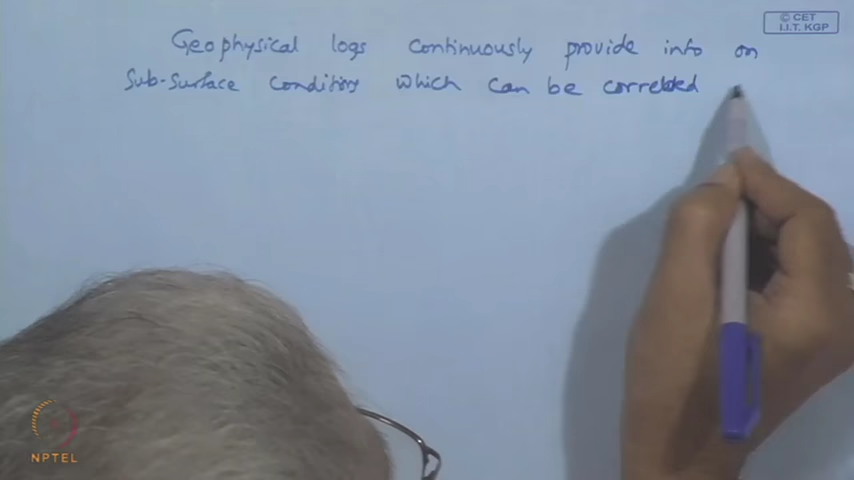 © CET
I.I.T. KGP
Geophysical logs continuously provide info on
Sub-Surface Conditions which can be correlated
NPTEL